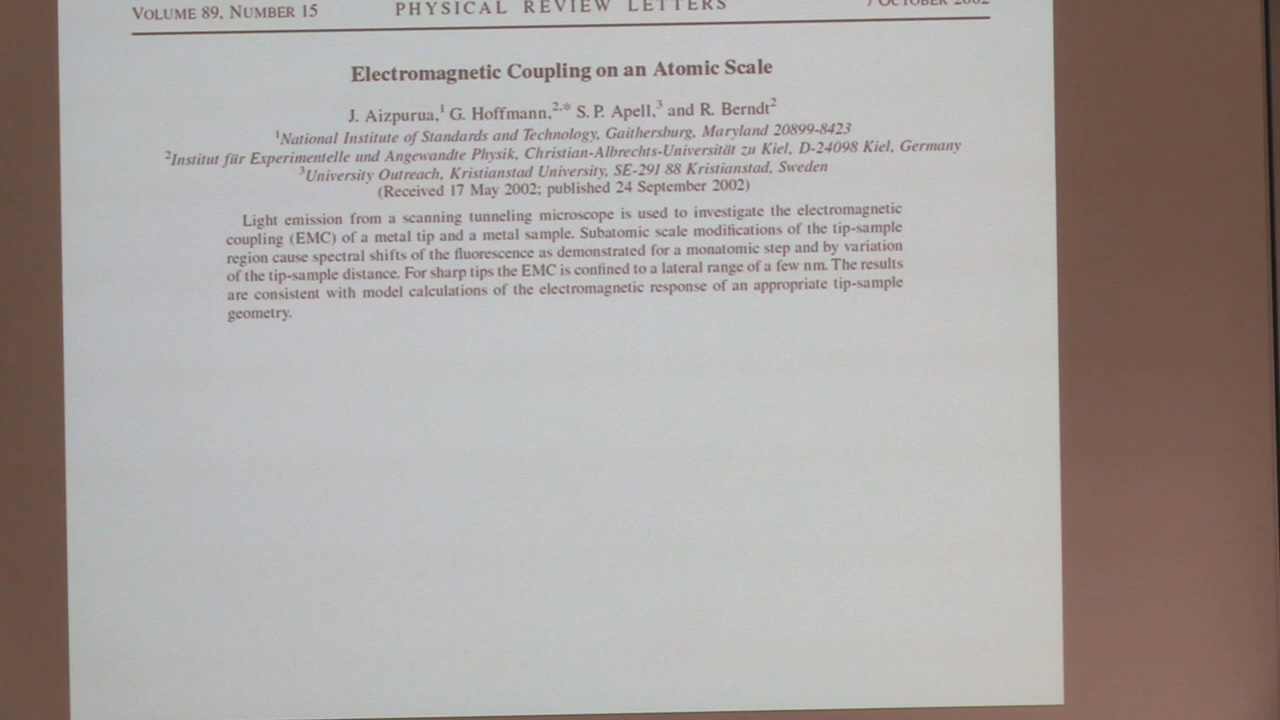 VOLUME 89, NUMBER 15 PHYSICAL REVIEW LETTERS 7 OCTOBER 2002
Electromagnetic Coupling on an Atomic Scale
J. Aizpurua,¹ G. Hoffmann,²,* S. P. Apell,³ and R. Berndt²
¹National Institute of Standards and Technology, Gaithersburg, Maryland 20899-8423
²Institut für Experimentelle und Angewandte Physik, Christian-Albrechts-Universität zu Kiel, D-24098 Kiel, Germany
³University Outreach, Kristianstad University, SE-291 88 Kristianstad, Sweden
(Received 17 May 2002; published 24 September 2002)
Light emission from a scanning tunneling microscope is used to investigate the electromagnetic
coupling (EMC) of a metal tip and a metal sample. Subatomic scale modifications of the tip-sample
region cause spectral shifts of the fluorescence as demonstrated for a monatomic step and by variation
of the tip-sample distance. For sharp tips the EMC is confined to a lateral range of a few nm. The results
are consistent with model calculations of the electromagnetic response of an appropriate tip-sample
geometry.